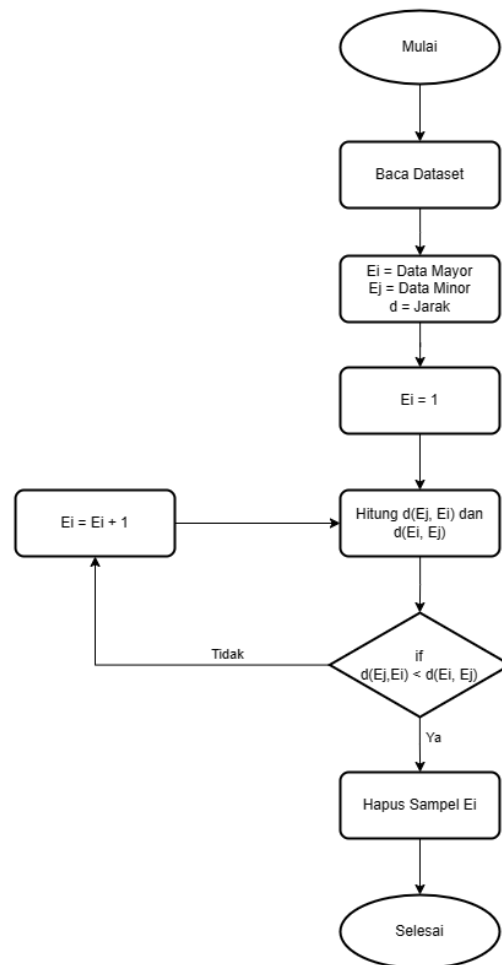 Mulai
Baca Dataset
Ei = Data Mayor
Ej = Data Minor
d = Jarak
Ei = 1
Ei = Ei + 1
Hitung d(Ej, Ei) dan
d(Ei, Ej)
Tidak
if
d(Ej,Ei) < d(Ei, Ej)
Ya
Hapus Sampel Ei
Selesai